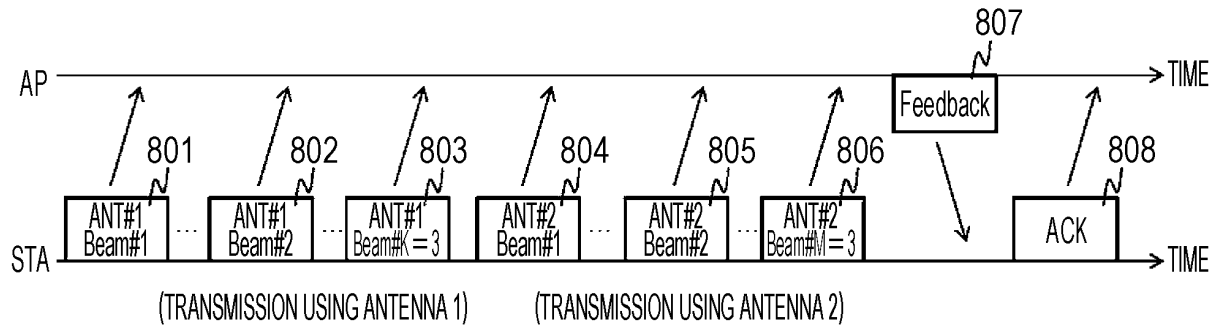 807
AP
TIME
Feedback
801
802
803
804
805
806
808
ANT#1
Beam#1
...
ANT#1
Beam#2
...
ANT#1
Beam#K=3
ANT#2
Beam#1
...
ANT#2
Beam#2
...
ANT#2
Beam#M=3
ACK
STA
TIME
(TRANSMISSION USING ANTENNA 1)
(TRANSMISSION USING ANTENNA 2)